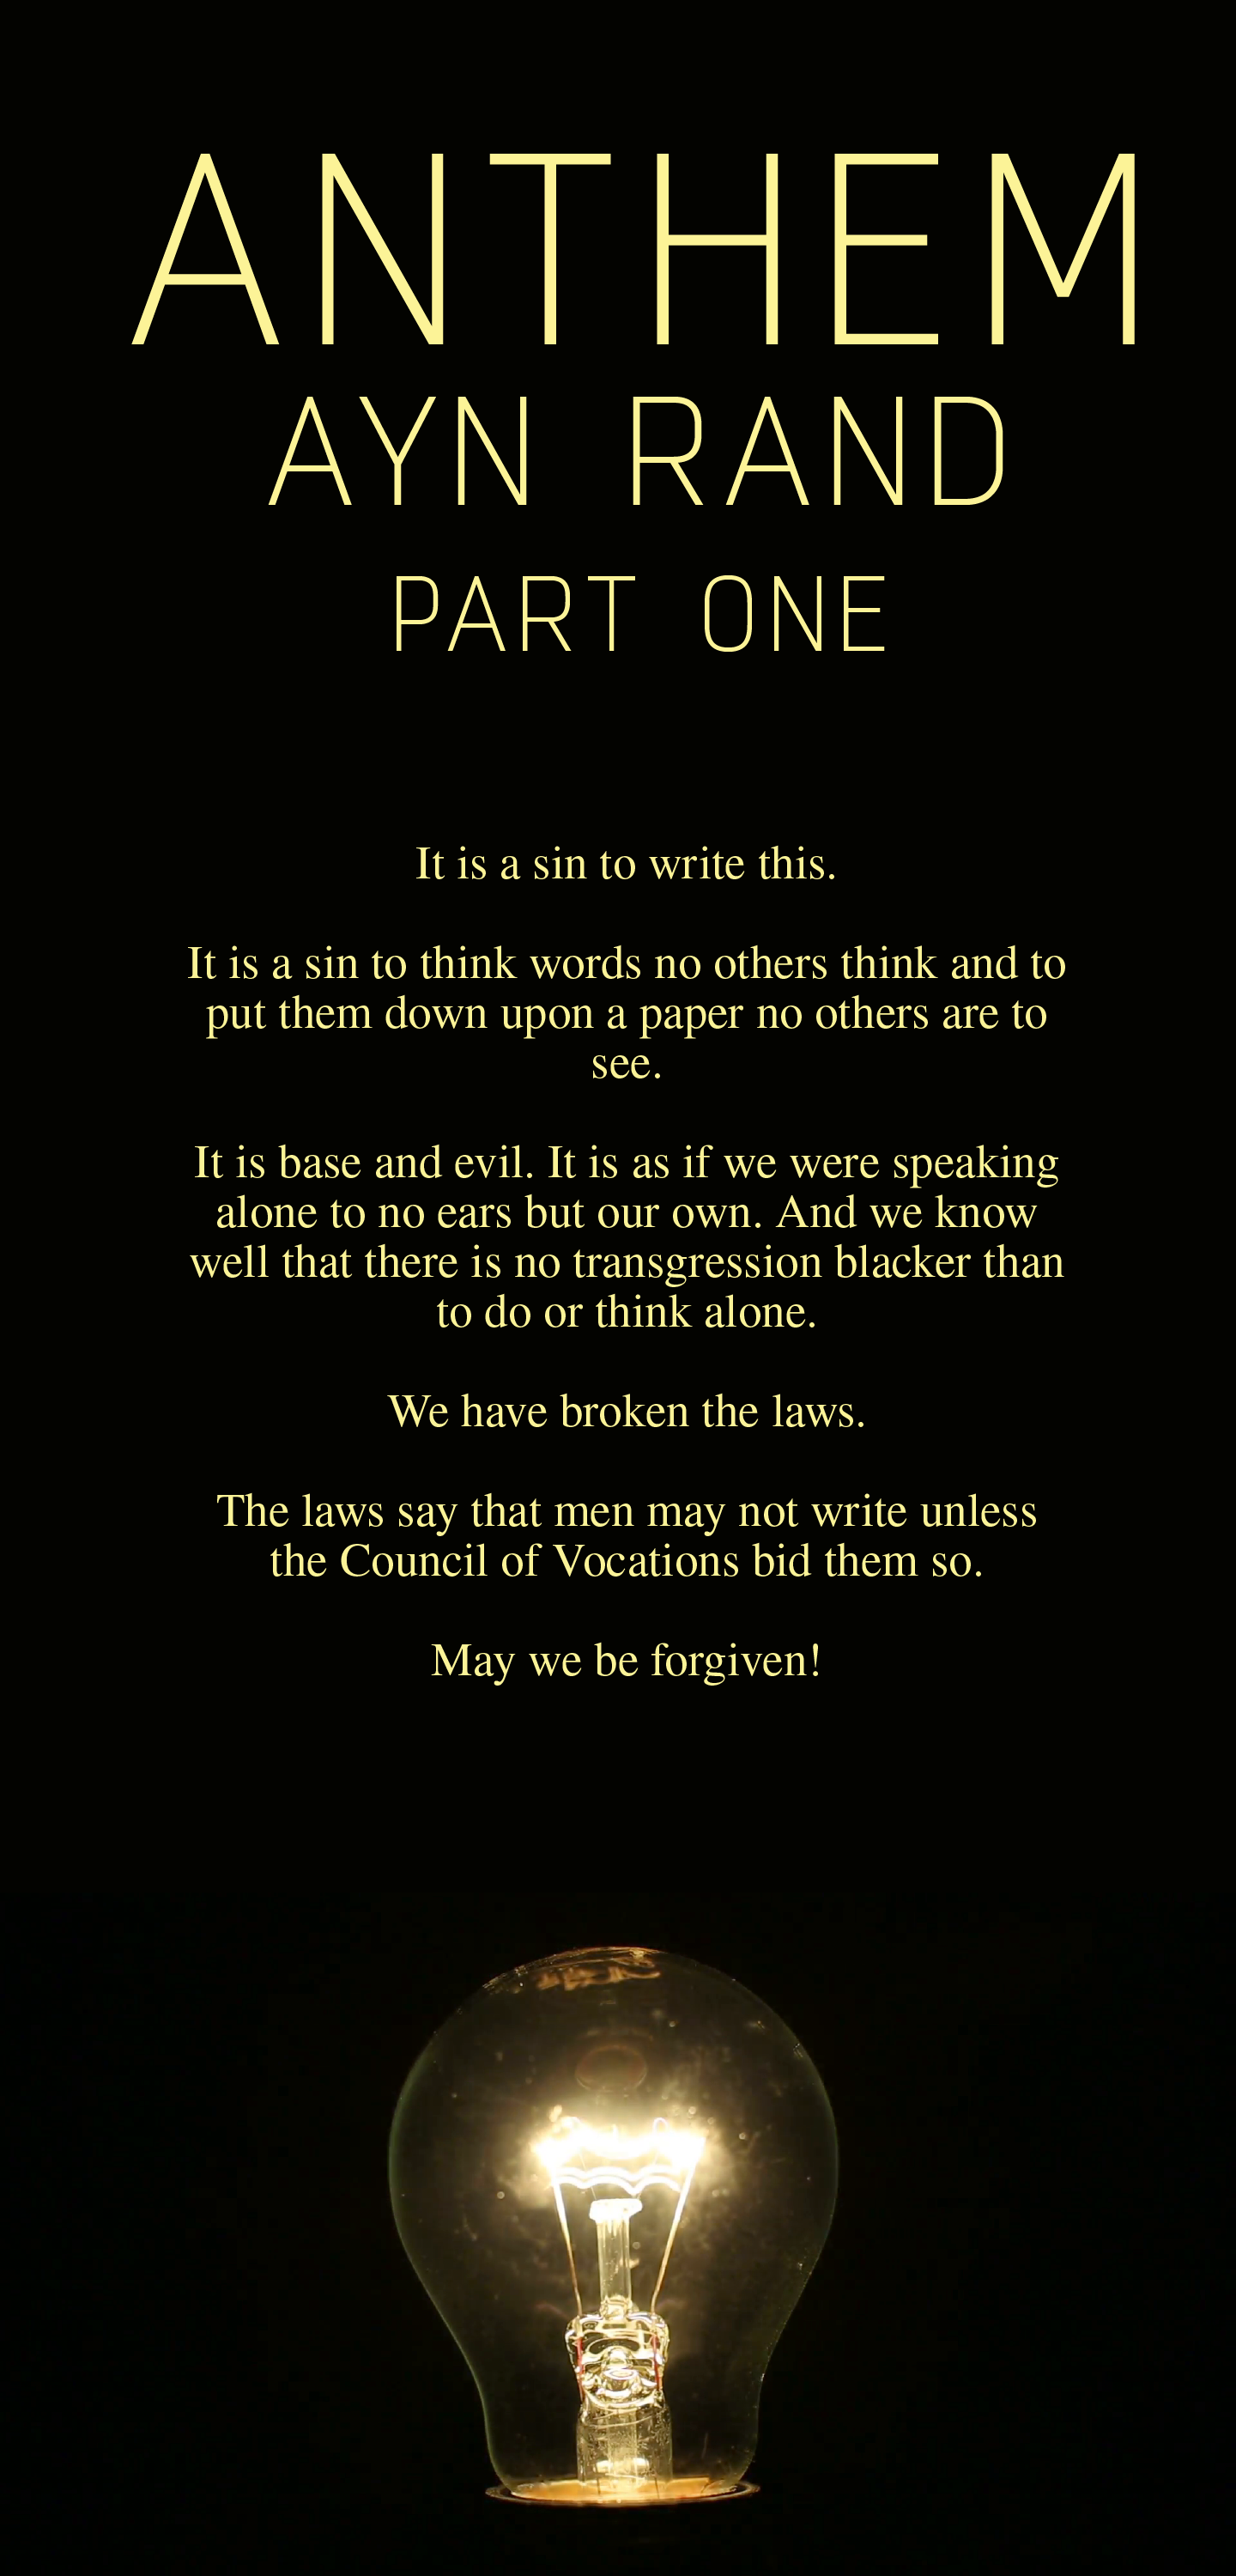 ANTHEM
AYN RAND
PART ONE
It is a sin to write this.
It is a sin to think words no others think and to
put them down upon a paper no others are to
see.
It is base and evil. It is as if we were speaking
alone to no ears but our own. And we know
well that there is no transgression blacker than
to do or think alone.
We have broken the laws.
The laws say that men may not write unless
the Council of Vocations bid them so.
May we be forgiven!